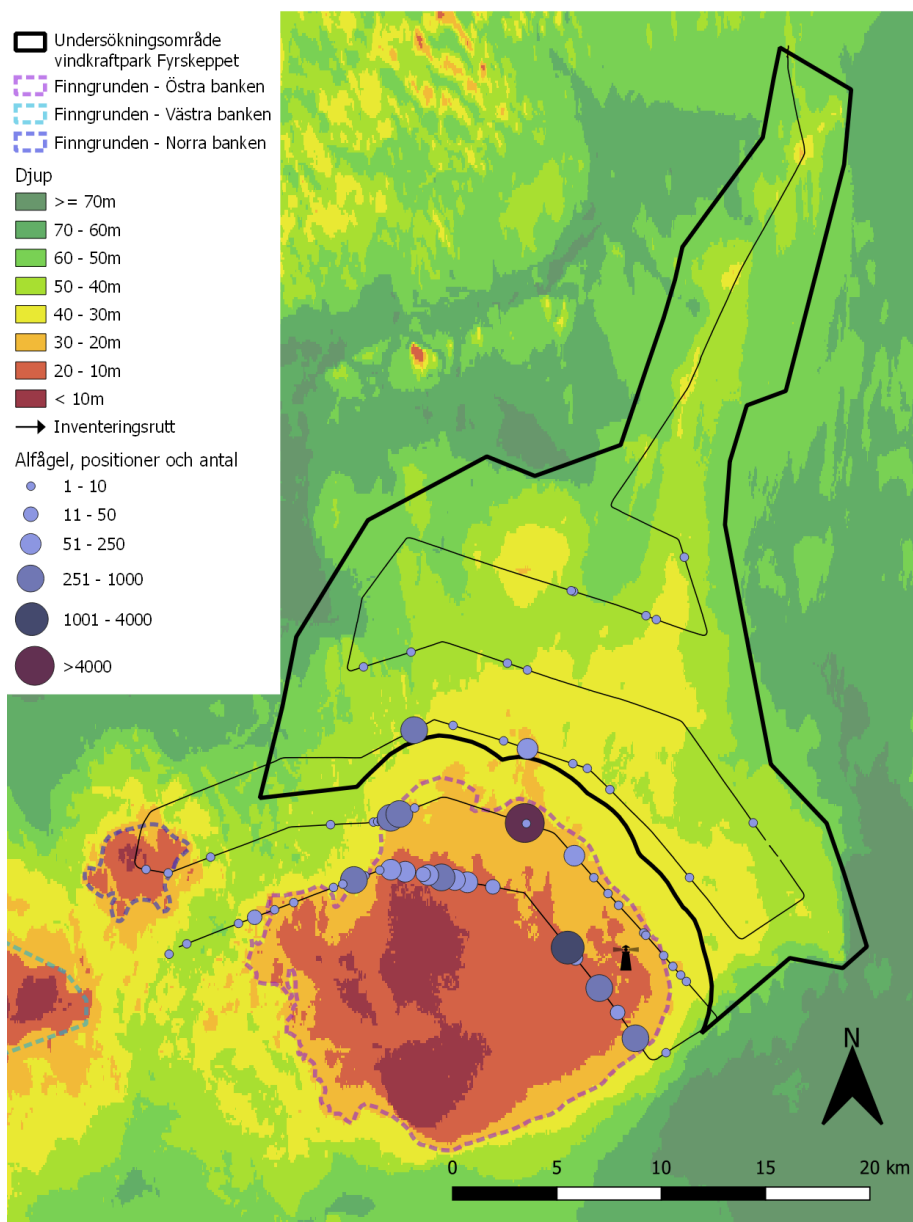 Undersökningsområde
vindkraftpark Fyrskeppet
Finngrunden - Östra banken
Finngrunden - Västra banken
Finngrunden - Norra banken
Djup
>= 70m
70 - 60m
60 - 50m
50 - 40m
40 - 30m
30 - 20m
20 - 10m
< 10m
Inventeringsrutt
Alfågel, positioner och antal
1 - 10
11 - 50
51 - 250
251 - 1000
1001 - 4000
>4000
N
0 5 10 15 20 km